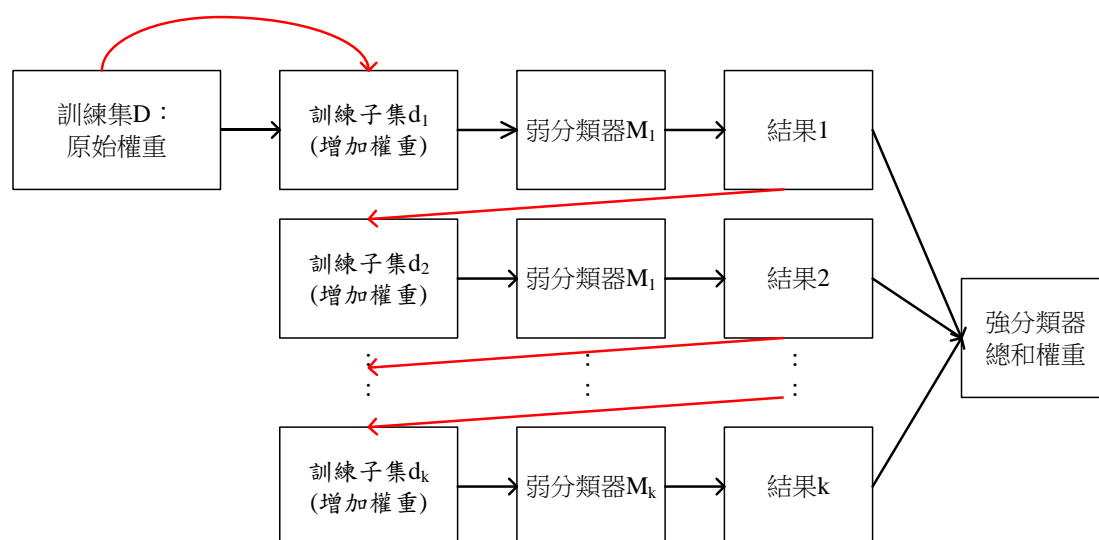 訓練集D：
原始權重
訓練子集d₁
(增加權重)
弱分類器M₁
結果1
訓練子集d₂
(增加權重)
弱分類器M₁
結果2
強分類器
總和權重
訓練子集dₖ
(增加權重)
弱分類器Mₖ
結果k